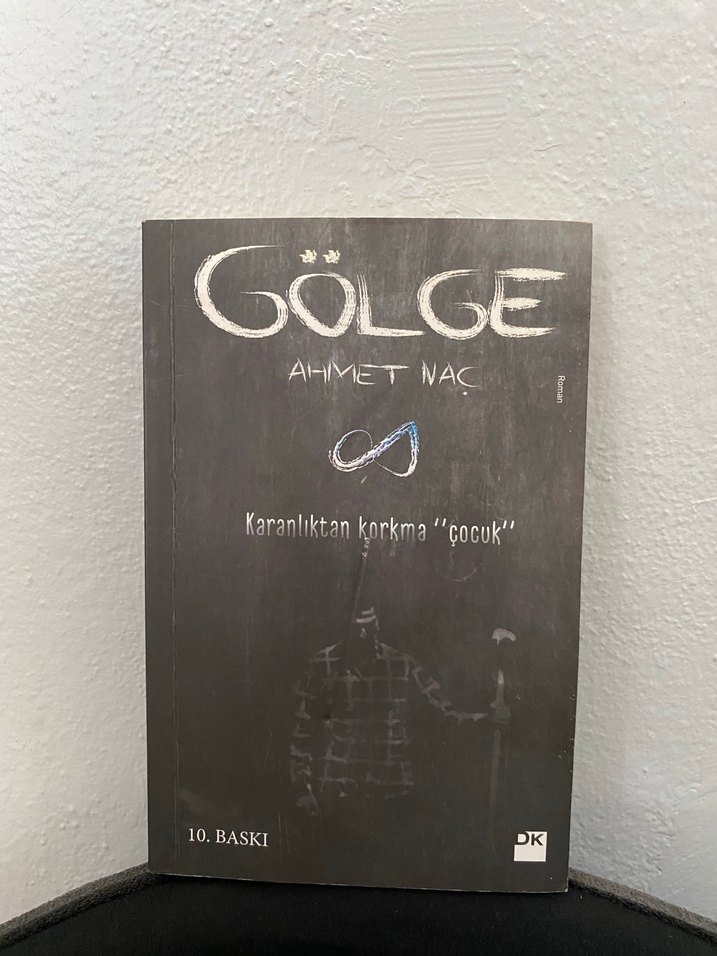 GÖLGE
AHMET NAÇ
Roman
Karanlıktan korkma ‘‘çocuk’’
10. BASKI
DK